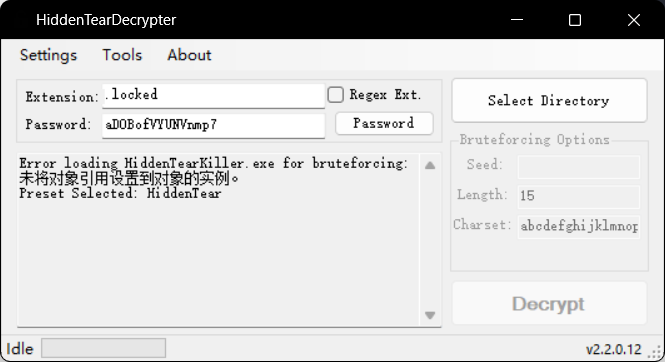 HiddenTearDecrypter
Settings Tools About
Extension: .locked Regex Ext.
Password: aDOBofVYUNVnmp7 Password
Select Directory
Error loading HiddenTearKiller.exe for bruteforcing:
未将对象引用设置到对象的实例。
Preset Selected: HiddenTear
Bruteforcing Options
Seed:
Length: 15
Charset: abcdefghijklmnop
Decrypt
Idle v2.2.0.12